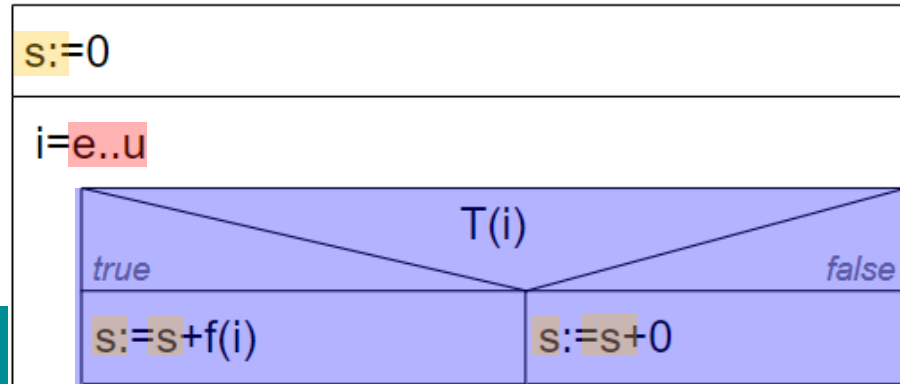 s:=0
i=e..u
T(i)
true
false
s:=s+f(i)
s:=s+0